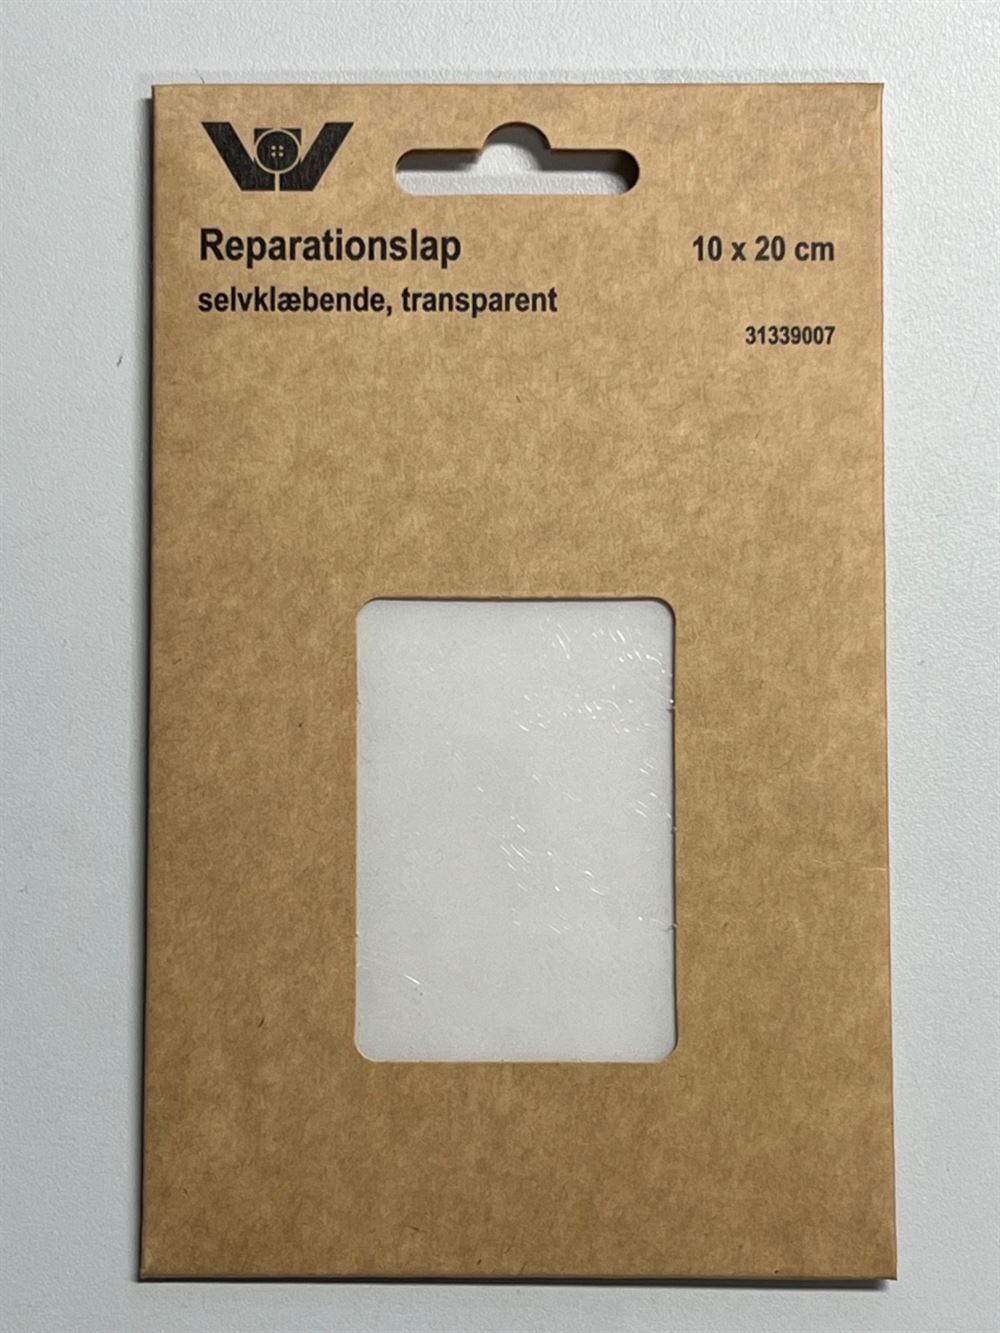 Reparationslap
10 x 20 cm
selvklæbende, transparent
31339007